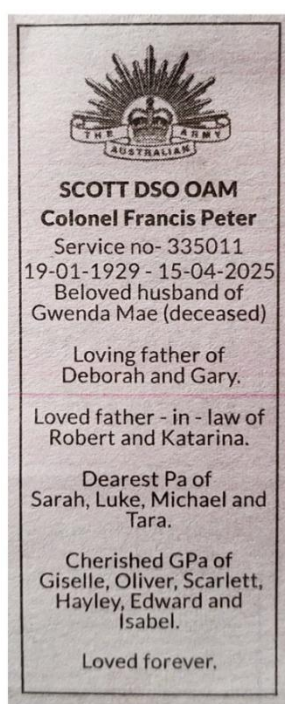 THE AUSTRALIAN ARMY
SCOTT DSO OAM
Colonel Francis Peter
Service no- 335011
19-01-1929 - 15-04-2025
Beloved husband of
Gwenda Mae (deceased)
Loving father of
Deborah and Gary.
Loved father - in - law of
Robert and Katarina.
Dearest Pa of
Sarah, Luke, Michael and
Tara.
Cherished GPa of
Giselle, Oliver, Scarlett,
Hayley, Edward and
Isabel.
Loved forever.